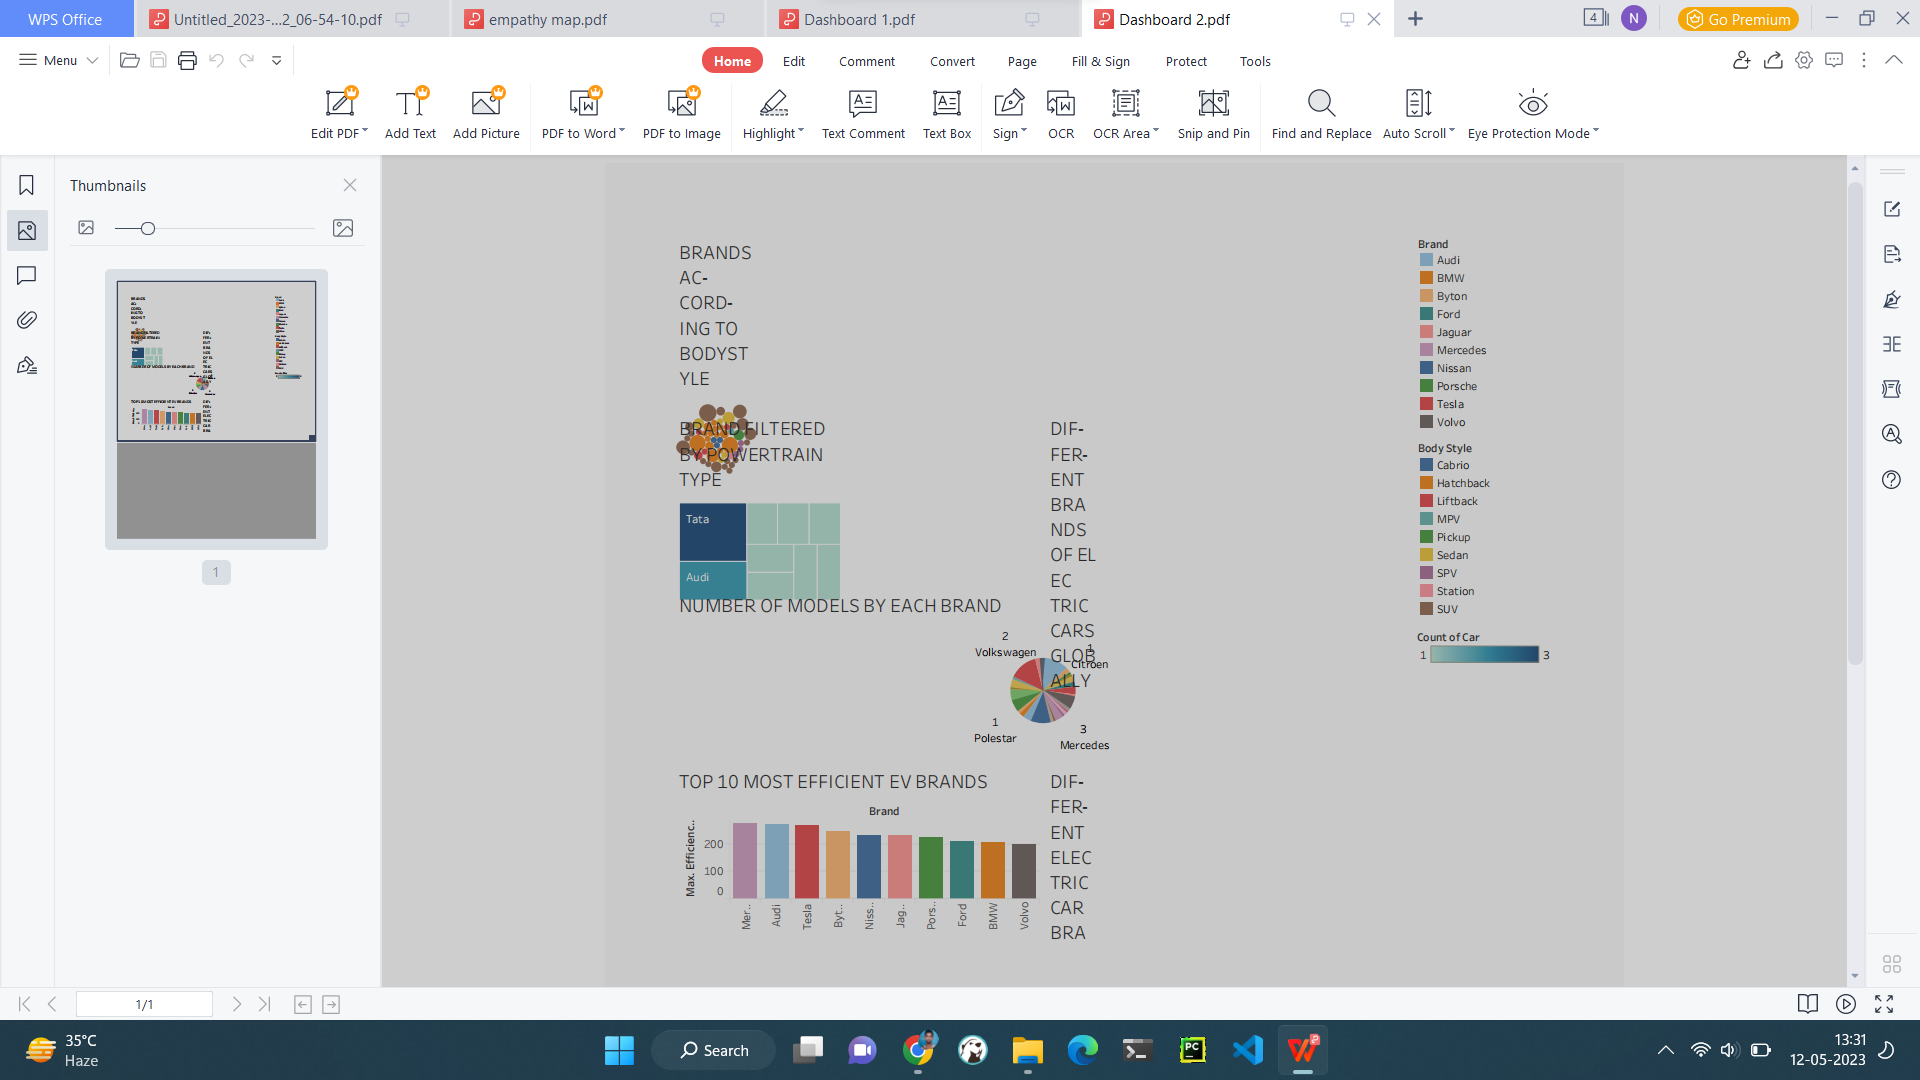 WPS Office
Untitled_2023-...2_06-54-10.pdf
empathy map.pdf
Dashboard 1.pdf
Dashboard 2.pdf
4
N
Go Premium
Menu
Home
Edit
Comment
Convert
Page
Fill & Sign
Protect
Tools
Edit PDF
Add Text
Add Picture
PDF to Word
PDF to Image
Highlight
Text Comment
Text Box
Sign
OCR
OCR Area
Snip and Pin
Find and Replace
Auto Scroll
Eye Protection Mode
Thumbnails
1
BRANDS
AC-
CORD-
ING TO
BODYST
YLE
BRAND FILTERED
BY POWERTRAIN
TYPE
Tata
Audi
NUMBER OF MODELS BY EACH BRAND
DIF-
FER-
ENT
BRA
NDS
OF EL
EC
TRIC
CARS
GLOB
ALLY
2
Volkswagen
1
Citroen
1
Polestar
3
Mercedes
TOP 10 MOST EFFICIENT EV BRANDS
Brand
Max. Efficienc..
200
100
0
Mer..
Audi
Tesla
Byt..
Niss..
Jag..
Pors..
Ford
BMW
Volvo
DIF-
FER-
ENT
ELEC
TRIC
CAR
BRA
Brand
Audi
BMW
Byton
Ford
Jaguar
Mercedes
Nissan
Porsche
Tesla
Volvo
Body Style
Cabrio
Hatchback
Liftback
MPV
Pickup
Sedan
SPV
Station
SUV
Count of Car
1
3
1/1
35°C
Haze
Search
PC
13:31
12-05-2023